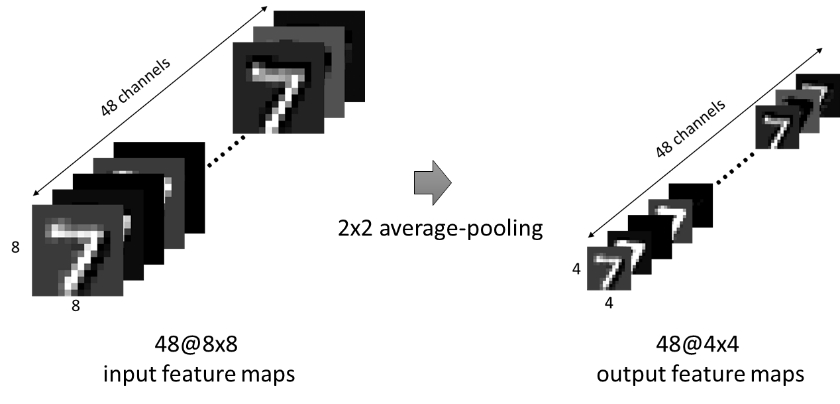 48 channels
8
8
48@8x8
input feature maps
2x2 average-pooling
48 channels
4
4
48@4x4
output feature maps